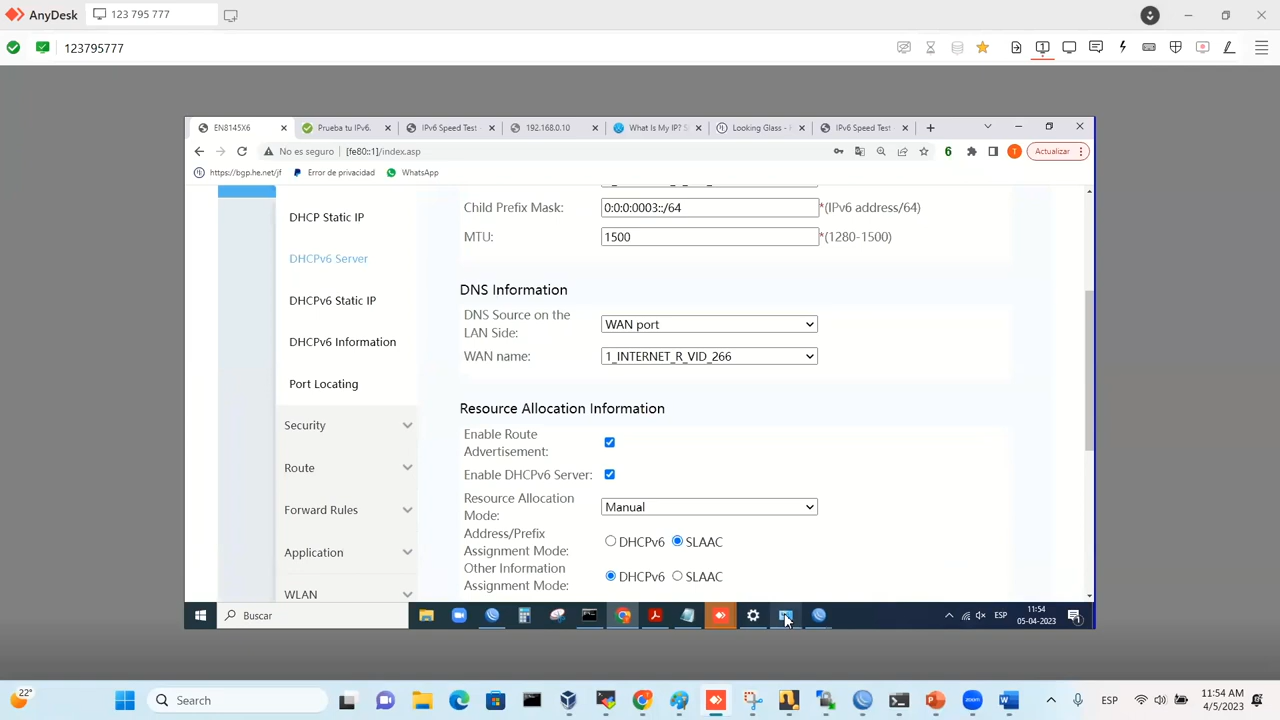 AnyDesk
123 795 777
123795777
1
EN8145X6
Prueba tu IPv6.
IPv6 Speed Test
192.168.0.10
What Is My IP?
Looking Glass -
IPv6 Speed Test
No es seguro
[fe80::1]/index.asp
6
T
Actualizar
https://bgp.he.net/jf
Error de privacidad
WhatsApp
DHCP Static IP
DHCPv6 Server
DHCPv6 Static IP
DHCPv6 Information
Port Locating
Security
Route
Forward Rules
Application
WLAN
Child Prefix Mask:
0:0:0:0003::/64
*(IPv6 address/64)
MTU:
1500
*(1280-1500)
DNS Information
DNS Source on the
LAN Side:
WAN port
WAN name:
1_INTERNET_R_VID_266
Resource Allocation Information
Enable Route
Advertisement:
Enable DHCPv6 Server:
Resource Allocation
Mode:
Manual
Address/Prefix
Assignment Mode:
DHCPv6
SLAAC
Other Information
Assignment Mode:
DHCPv6
SLAAC
Buscar
ESP
11:54
05-04-2023
1
22°
Search
ESP
11:54 AM
4/5/2023